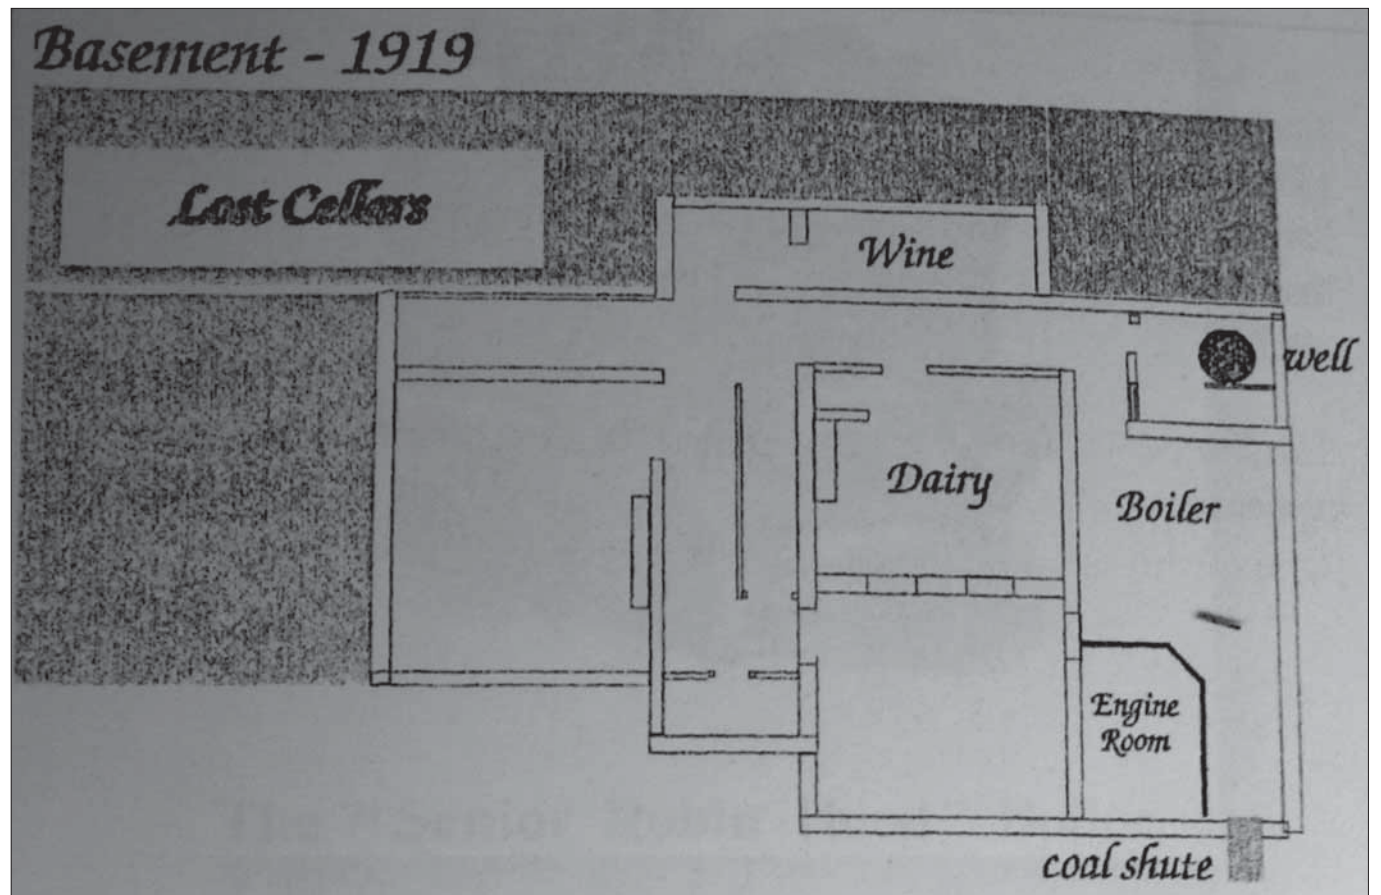 Basement - 1919
Lost Cellars
Wine
well
Dairy
Boiler
Engine
Room
coal shute